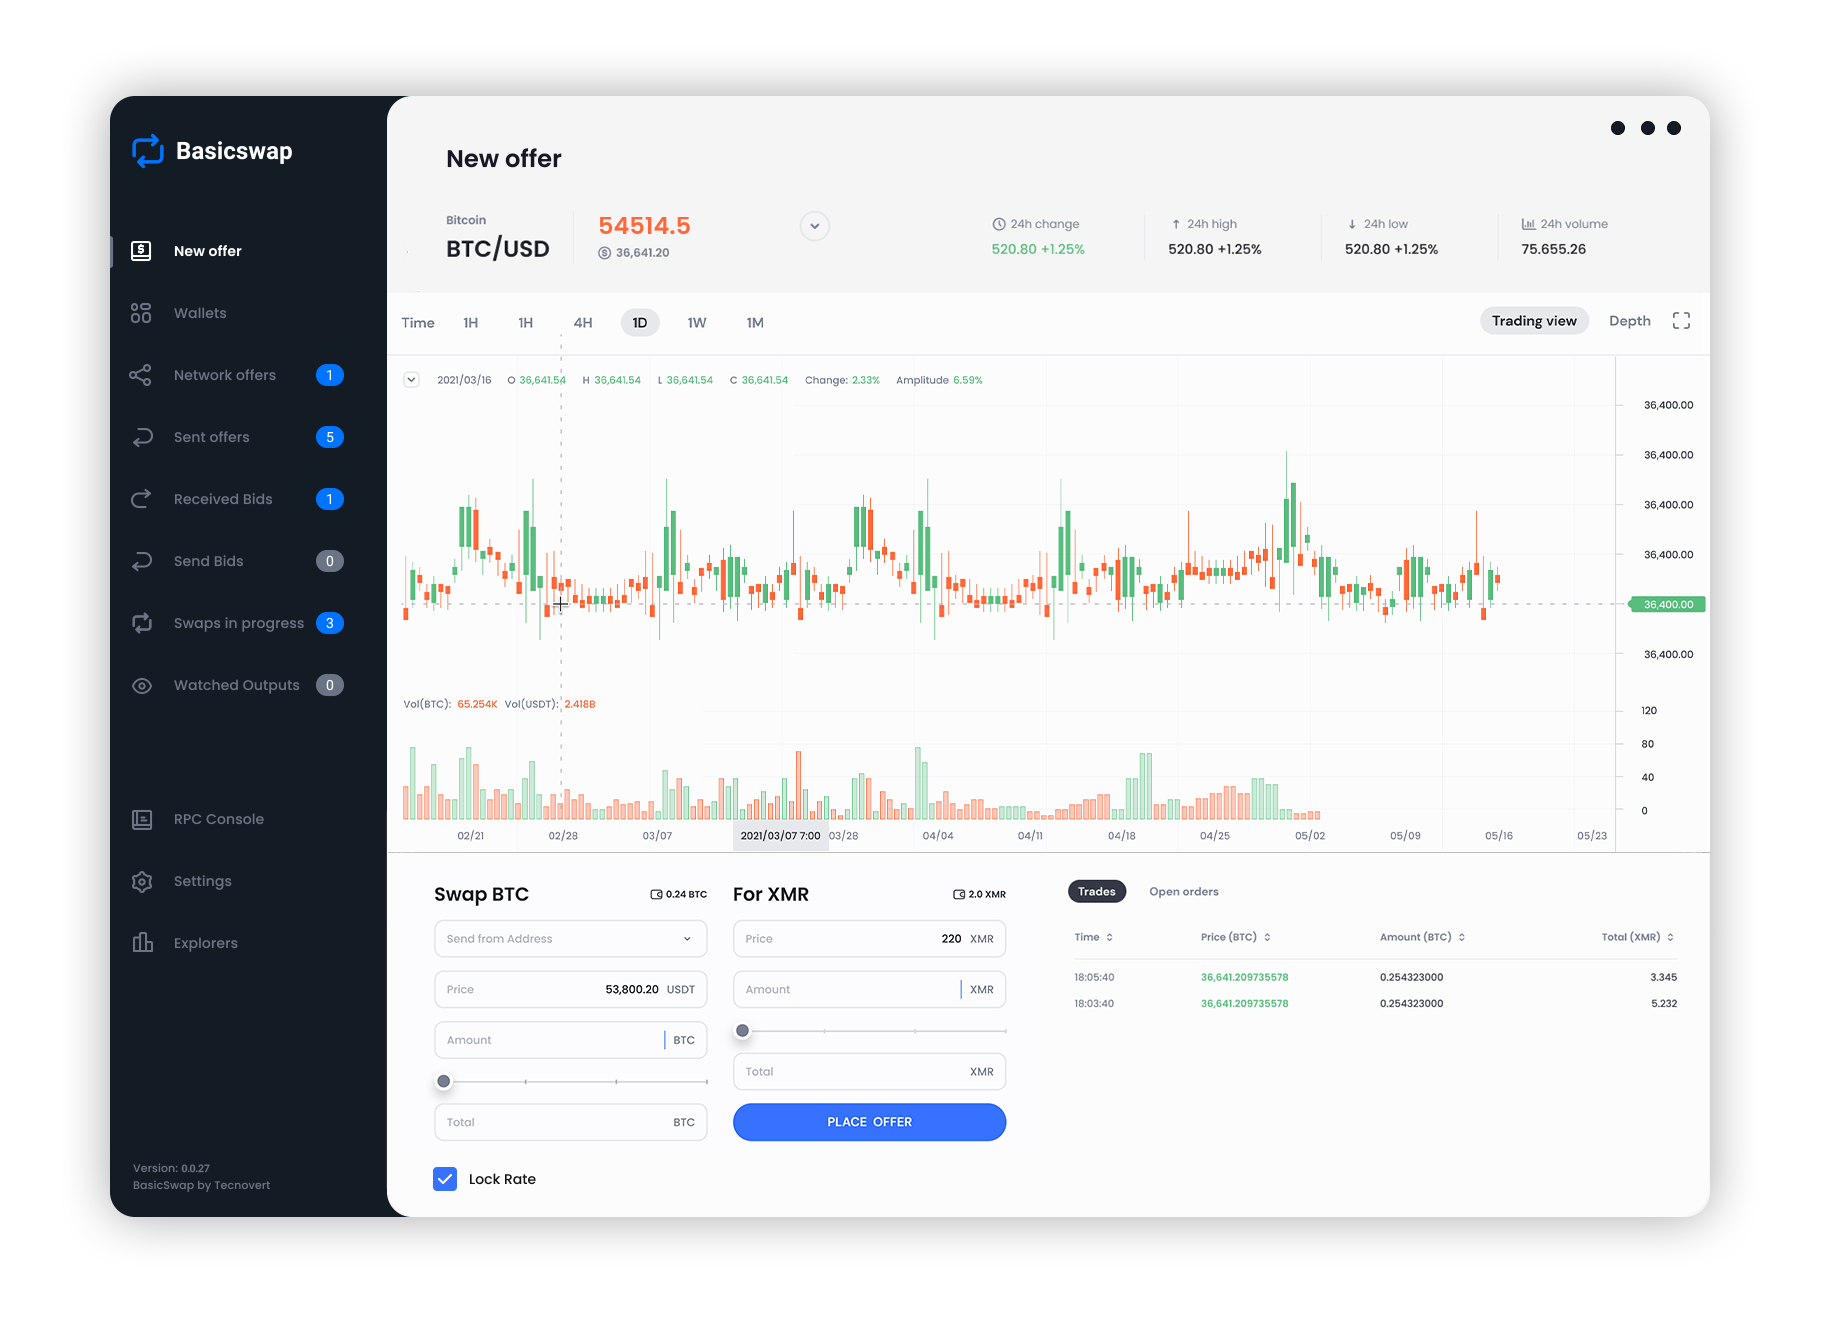 Basicswap
New offer
Wallets
Network offers 1
Sent offers 5
Received Bids 1
Send Bids 0
Swaps in progress 3
Watched Outputs 0
RPC Console
Settings
Explorers
Version: 0.0.27
BasicSwap by Tecnovert
New offer
Bitcoin
BTC/USD
54514.5
36,641.20
24h change
520.80 +1.25%
24h high
520.80 +1.25%
24h low
520.80 +1.25%
24h volume
75.655.26
Time 1H 1H 4H 1D 1W 1M
Trading view Depth
2021/03/16 O 36,641.54 H 36,641.54 L 36,641.54 C 36,641.54 Change: 2.33% Amplitude 6.59%
36,400.00
36,400.00
36,400.00
36,400.00
36,400.00
36,400.00
Vol(BTC): 65.254K Vol(USDT): 2.418B
120
80
40
0
02/21 02/28 03/07 2021/03/07 7:00 03/28 04/04 04/11 04/18 04/25 05/02 05/09 05/16 05/23
Swap BTC 0.24 BTC
Send from Address
Price 53,800.20 USDT
Amount BTC
Total BTC
Lock Rate
For XMR 2.0 XMR
Price 220 XMR
Amount XMR
Total XMR
PLACE OFFER
Trades Open orders
Time Price (BTC) Amount (BTC) Total (XMR)
18:05:40 36,641.209735578 0.254323000 3.345
18:03:40 36,641.209735578 0.254323000 5.232